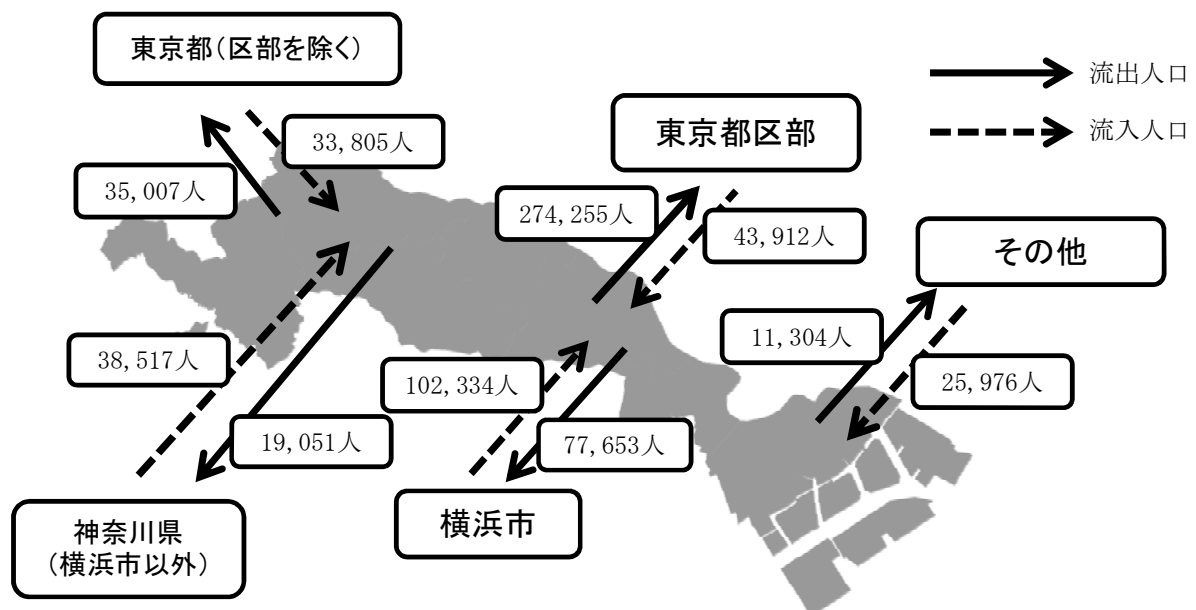 東京都(区部を除く)
流出人口
流入人口
33,805人
東京都区部
35,007人
274,255人
43,912人
その他
38,517人
102,334人
11,304人
25,976人
19,051人
77,653人
神奈川県
(横浜市以外)
横浜市